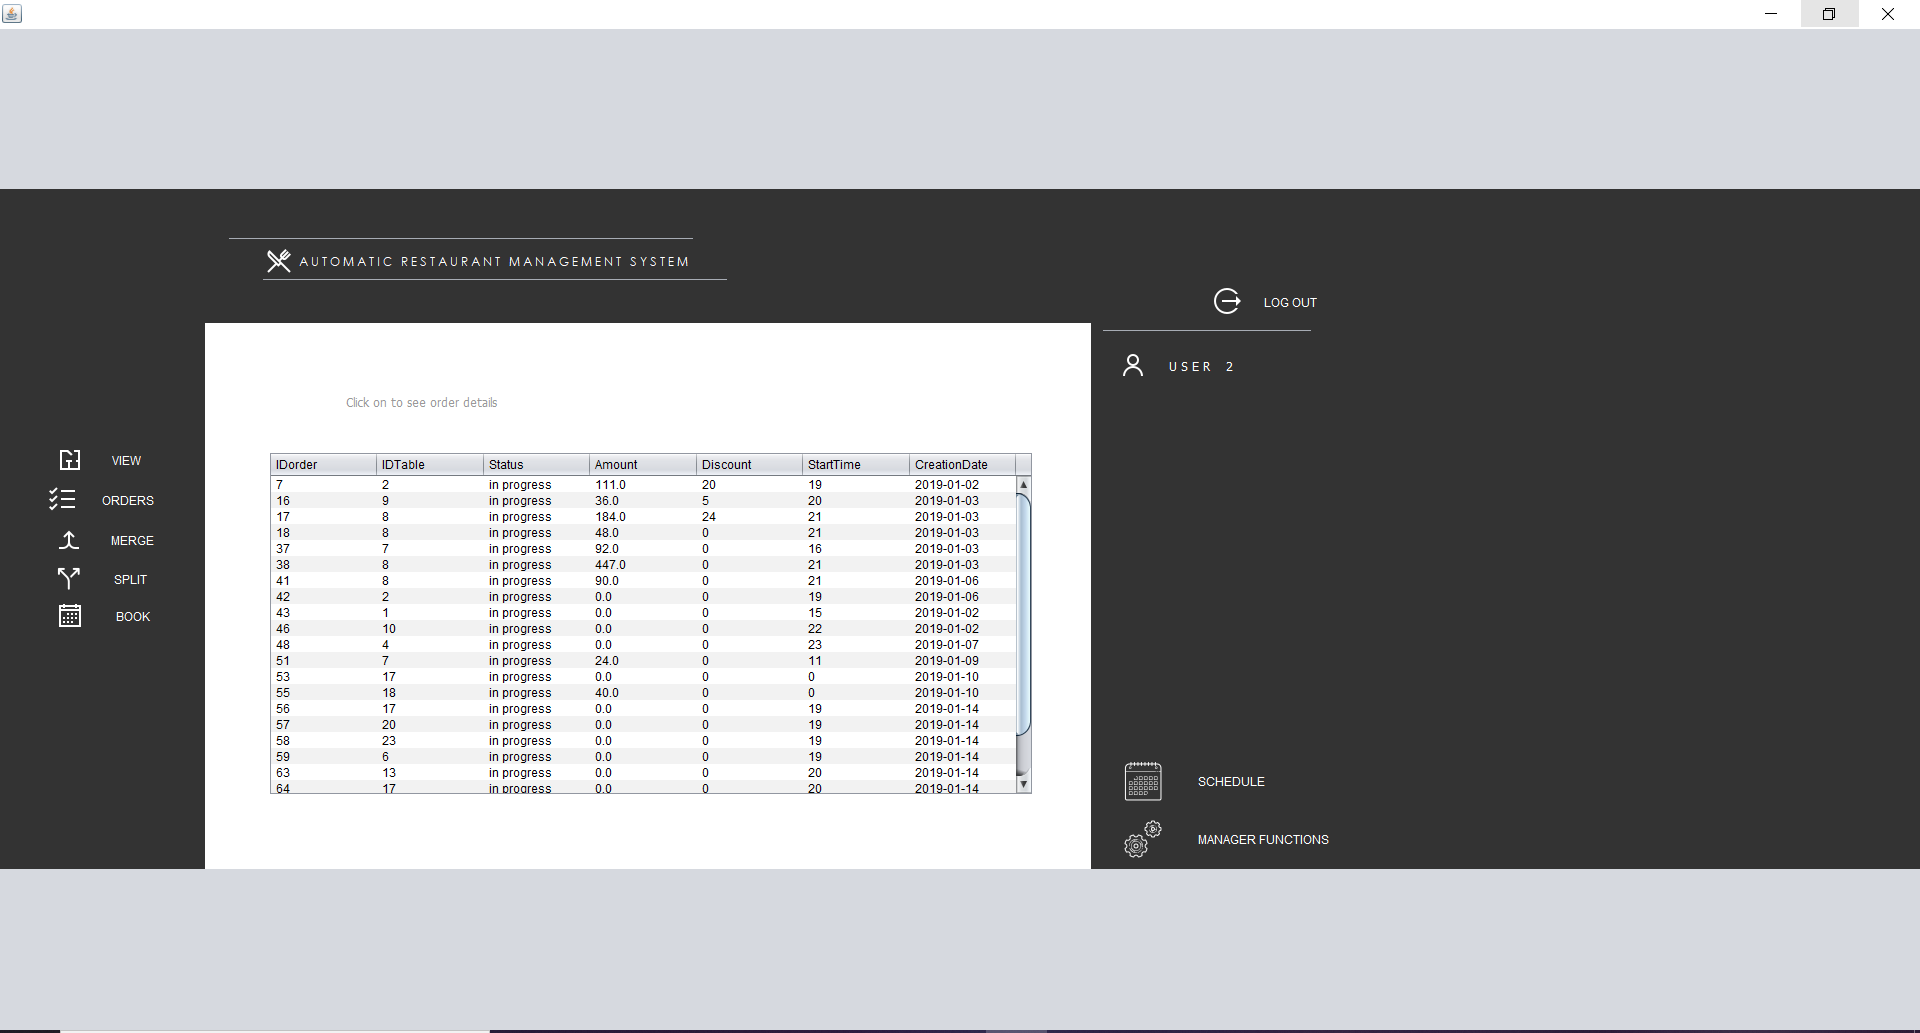 AUTOMATIC RESTAURANT MANAGEMENT SYSTEM
LOG OUT
USER 2
Click on to see order details
VIEW
ORDERS
MERGE
SPLIT
BOOK
IDorder IDTable Status Amount Discount StartTime CreationDate
7 2 in progress 111.0 20 19 2019-01-02
16 9 in progress 36.0 5 20 2019-01-03
17 8 in progress 184.0 24 21 2019-01-03
18 8 in progress 48.0 0 21 2019-01-03
37 7 in progress 92.0 0 16 2019-01-03
38 8 in progress 447.0 0 21 2019-01-03
41 8 in progress 90.0 0 21 2019-01-06
42 2 in progress 0.0 0 19 2019-01-06
43 1 in progress 0.0 0 15 2019-01-02
46 10 in progress 0.0 0 22 2019-01-02
48 4 in progress 0.0 0 23 2019-01-07
51 7 in progress 24.0 0 11 2019-01-09
53 17 in progress 0.0 0 0 2019-01-10
55 18 in progress 40.0 0 0 2019-01-10
56 17 in progress 0.0 0 19 2019-01-14
57 20 in progress 0.0 0 19 2019-01-14
58 23 in progress 0.0 0 19 2019-01-14
59 6 in progress 0.0 0 19 2019-01-14
63 13 in progress 0.0 0 20 2019-01-14
64 17 in progress 0.0 0 20 2019-01-14
SCHEDULE
MANAGER FUNCTIONS